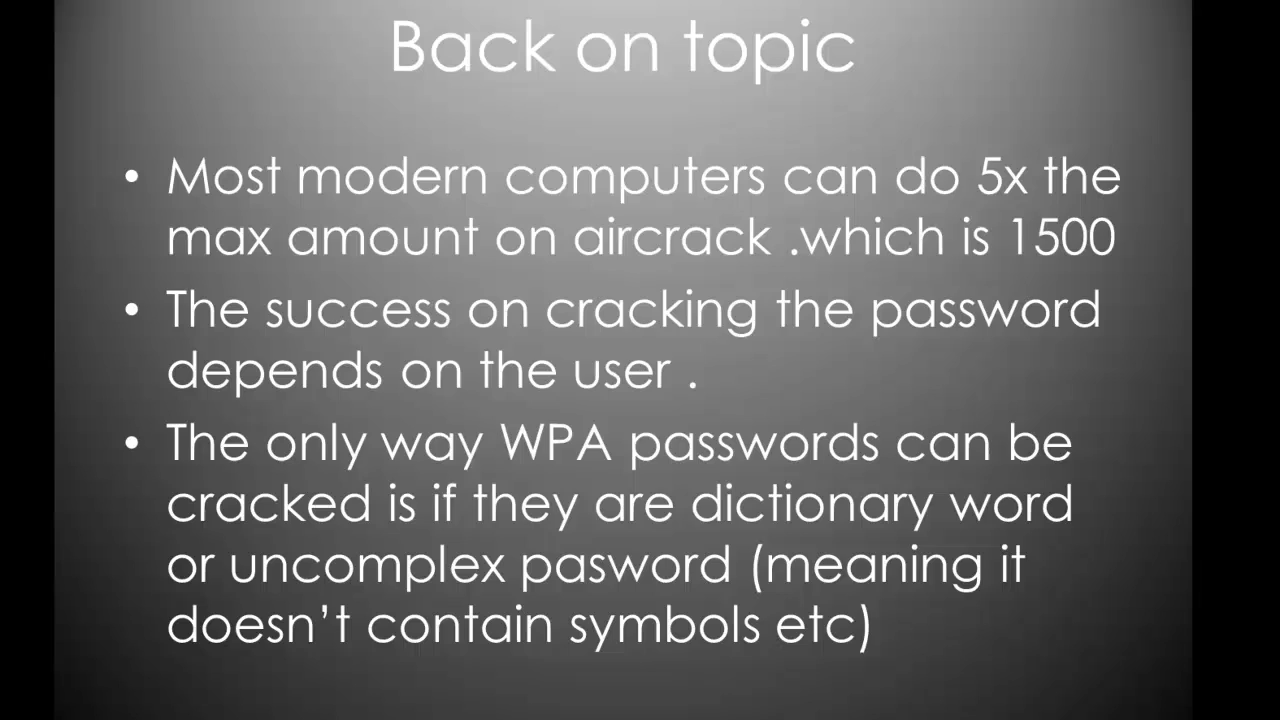 Back on topic
• Most modern computers can do 5x the
max amount on aircrack .which is 1500
• The success on cracking the password
depends on the user .
• The only way WPA passwords can be
cracked is if they are dictionary word
or uncomplex pasword (meaning it
doesn’t contain symbols etc)